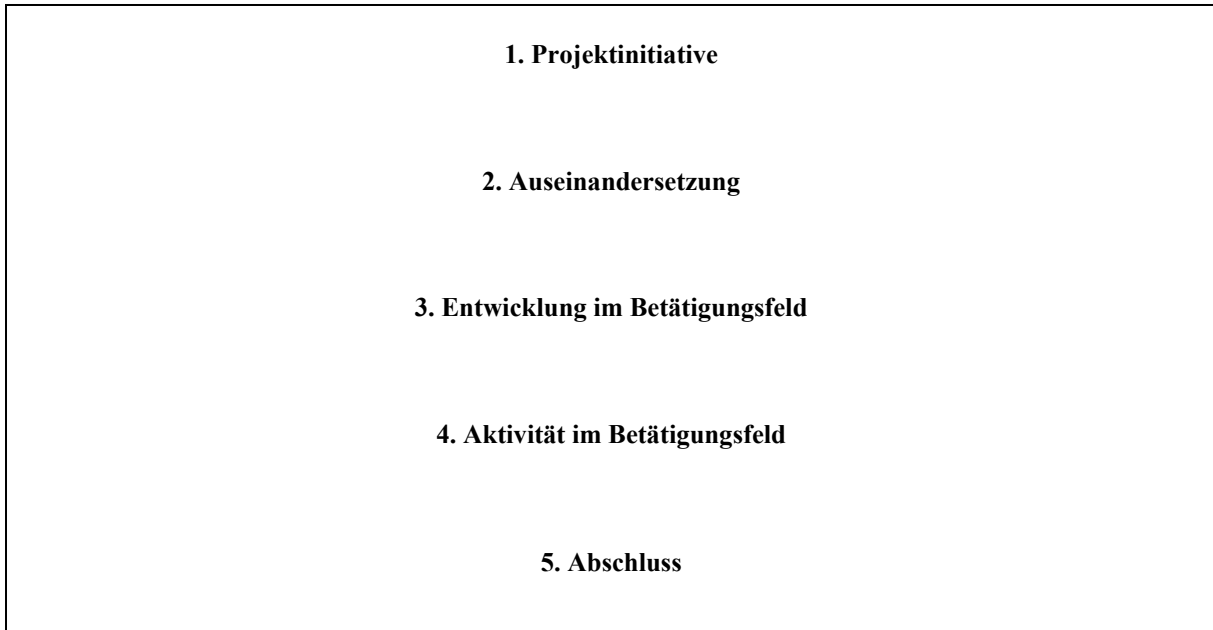 1. Projektinitiative
2. Auseinandersetzung
3. Entwicklung im Betätigungsfeld
4. Aktivität im Betätigungsfeld
5. Abschluss